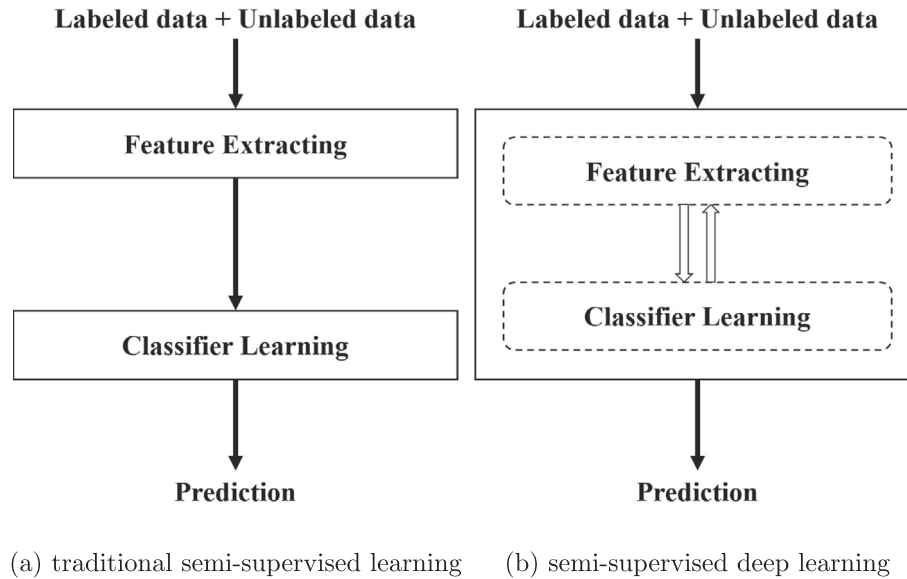 Labeled data + Unlabeled data
Feature Extracting
Classifier Learning
Prediction
(a) traditional semi-supervised learning
Labeled data + Unlabeled data
Feature Extracting
Classifier Learning
Prediction
(b) semi-supervised deep learning